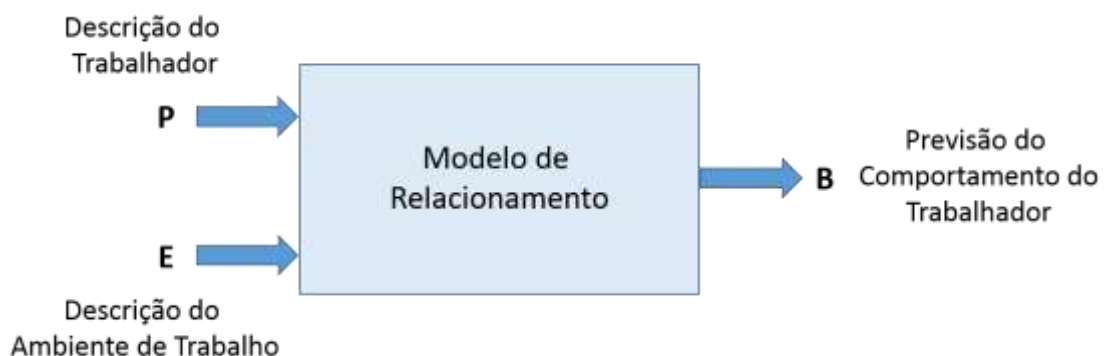 Descrição do
Trabalhador
P
Modelo de
Relacionamento
B
Previsão do
Comportamento do
Trabalhador
E
Descrição do
Ambiente de Trabalho